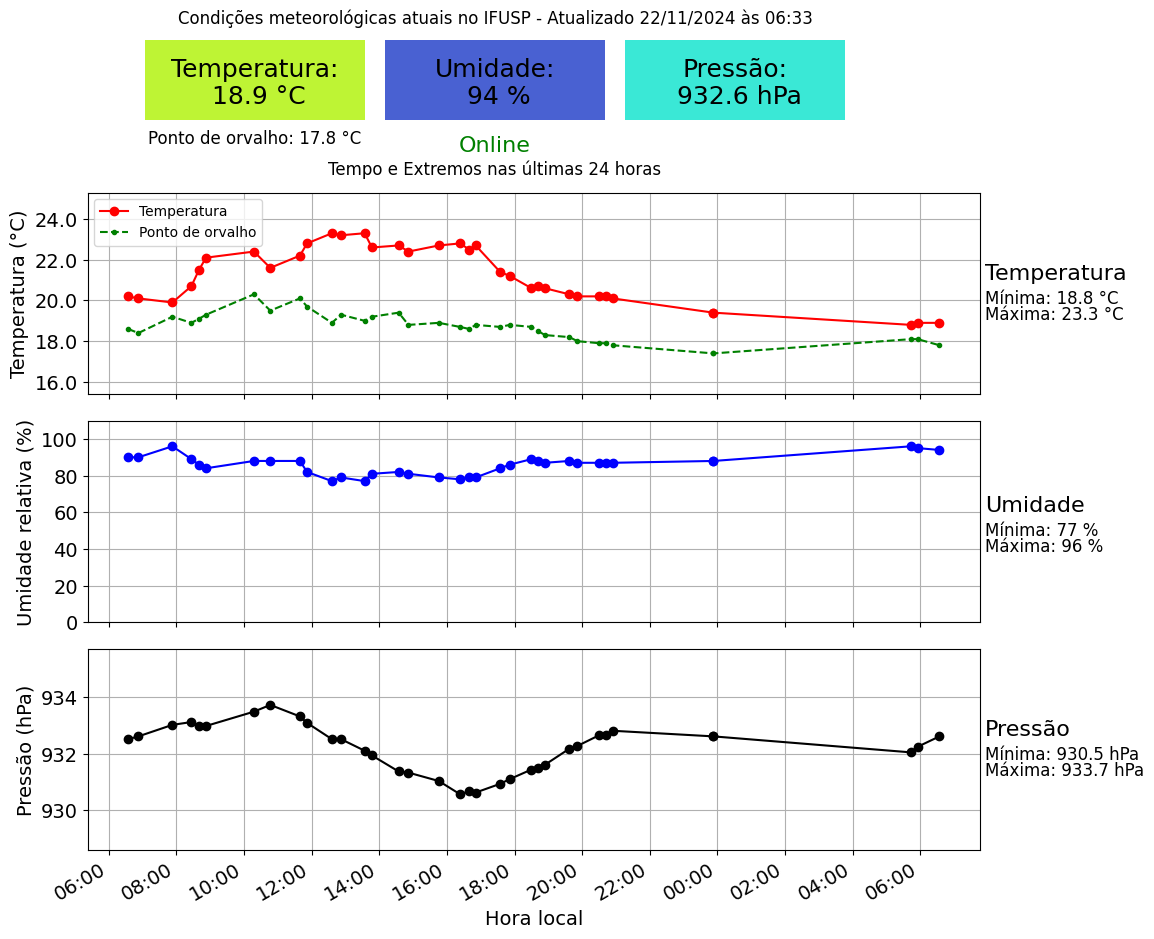 Condições meteorológicas atuais no IFUSP - Atualizado 22/11/2024 às 06:33
Temperatura:
18.9 °C
Umidade:
94 %
Pressão:
932.6 hPa
Ponto de orvalho: 17.8 °C
Online
Tempo e Extremos nas últimas 24 horas
Temperatura (°C)
24.0
22.0
20.0
18.0
16.0
Temperatura
Ponto de orvalho
Temperatura
Mínima: 18.8 °C
Máxima: 23.3 °C
Umidade relativa (%)
100
80
60
40
20
0
Umidade
Mínima: 77 %
Máxima: 96 %
Pressão (hPa)
934
932
930
Pressão
Mínima: 930.5 hPa
Máxima: 933.7 hPa
06:00 08:00 10:00 12:00 14:00 16:00 18:00 20:00 22:00 00:00 02:00 04:00 06:00
Hora local